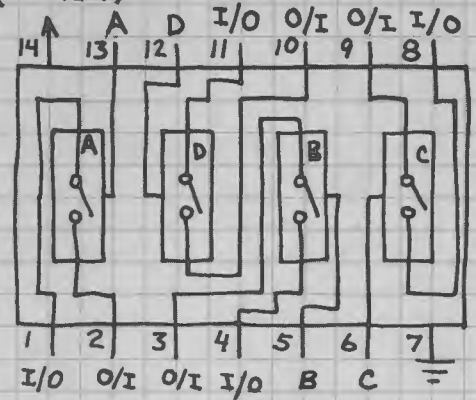 A D I/O O/I O/I I/O
14 13 12 11 10 9 8
A D B C
1 2 3 4 5 6 7
I/O O/I O/I I/O B C